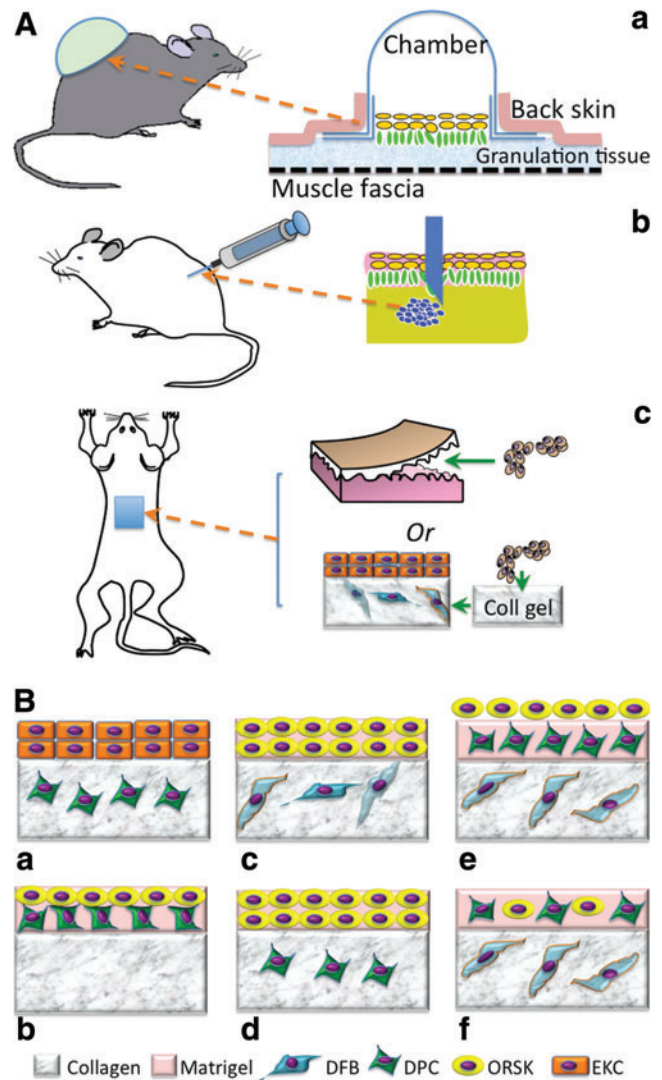 A
a
Chamber
Back skin
Granulation tissue
Muscle fascia
b
c
Or
Coll gel
B
a
c
e
b
d
f
Collagen Matrigel DFB DPC ORSK EKC